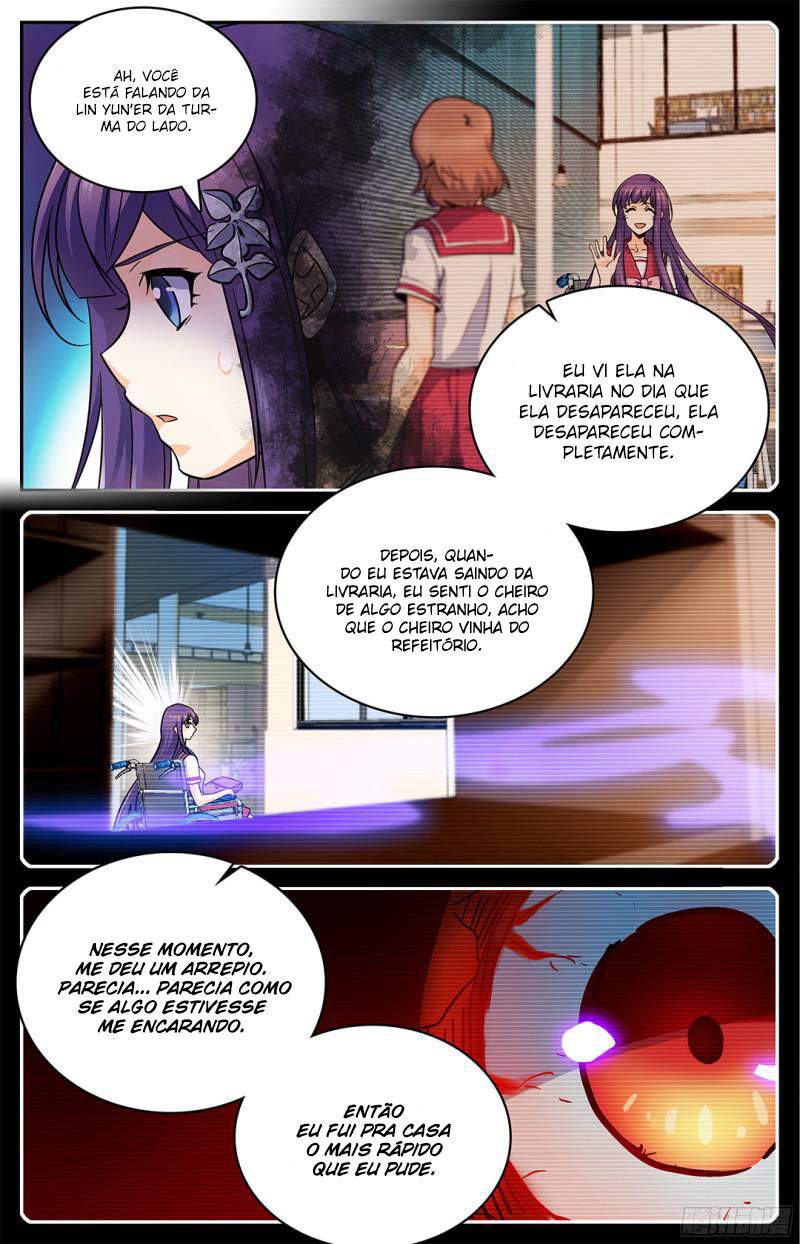 AH, VOCÊ
ESTÁ FALANDO DA
LIN YUN'ER DA TUR-
MA DO LADO.
EU VI ELA NA
LIVRARIA NO DIA QUE
ELA DESAPARECEU, ELA
DESAPARECEU COM-
PLETAMENTE.
DEPOIS, QUAN-
DO EU ESTAVA SAINDO DA
LIVRARIA, EU SENTI O CHEIRO
DE ALGO ESTRANHO, ACHO
QUE O CHEIRO VINHA DO
REFEITÓRIO.
NESSE MOMENTO,
ME DEU UM ARREPIO.
PARECIA... PARECIA COMO
SE ALGO ESTIVESSE
ME ENCARANDO.
ENTÃO
EU FUI PRA CASA
O MAIS RÁPIDO
QUE EU PUDE.